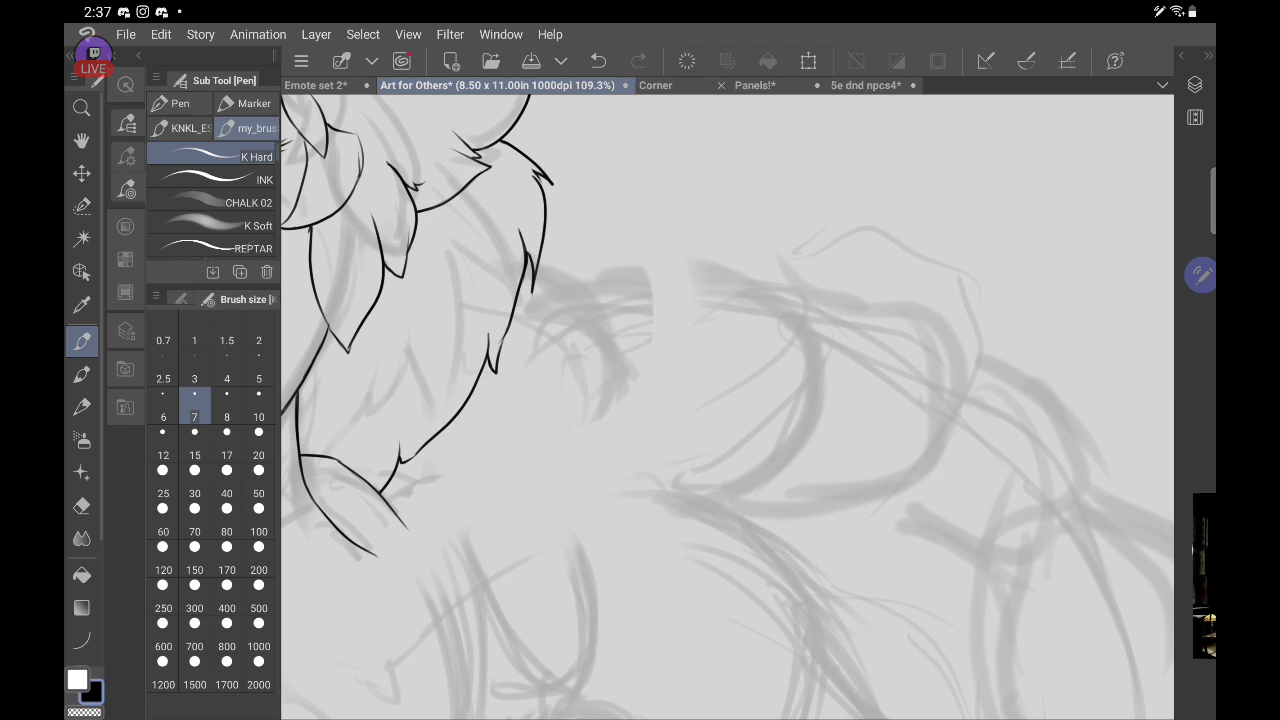 2:37
File Edit Story Animation Layer Select View Filter Window Help
LIVE
Sub Tool [Pen]
Emote set 2* Art for Others* (8.50 x 11.00in 1000dpi 109.3%) Corner Panels!* 5e dnd npcs4*
Pen Marker
KNKL_ES my_brus
K Hard
INK
CHALK 02
K Soft
REPTAR
Brush size [
0.7 1 1.5 2
2.5 3 4 5
6 7 8 10
12 15 17 20
25 30 40 50
60 70 80 100
120 150 170 200
250 300 400 500
600 700 800 1000
1200 1500 1700 2000